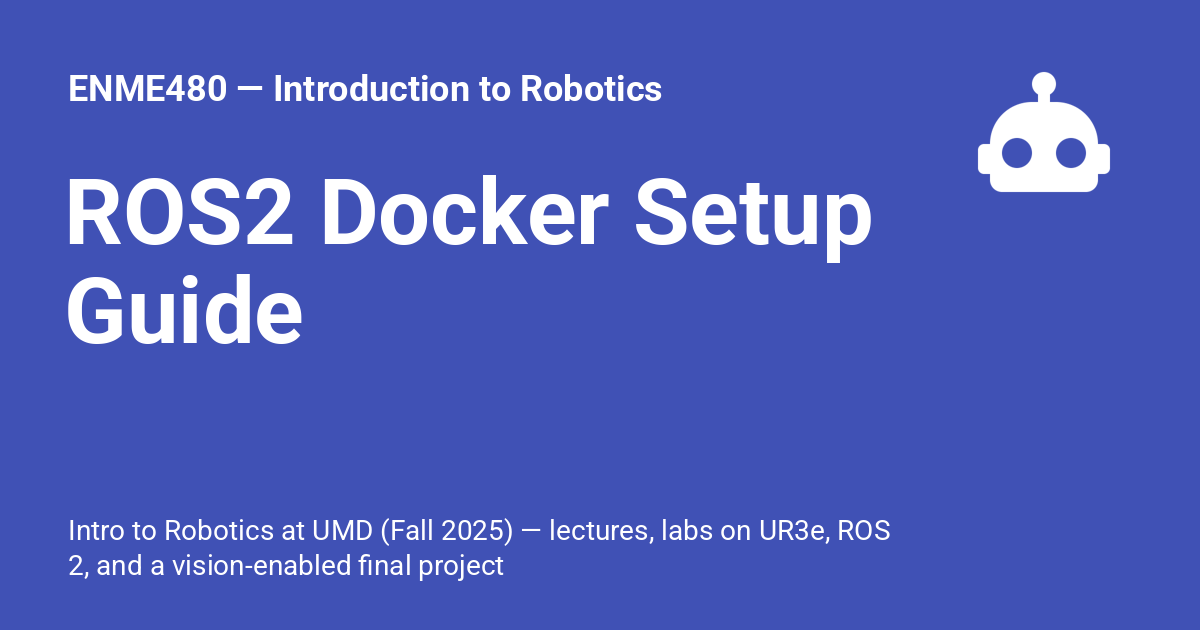 ENME480 — Introduction to Robotics
ROS2 Docker Setup
Guide
Intro to Robotics at UMD (Fall 2025) — lectures, labs on UR3e, ROS
2, and a vision-enabled final project